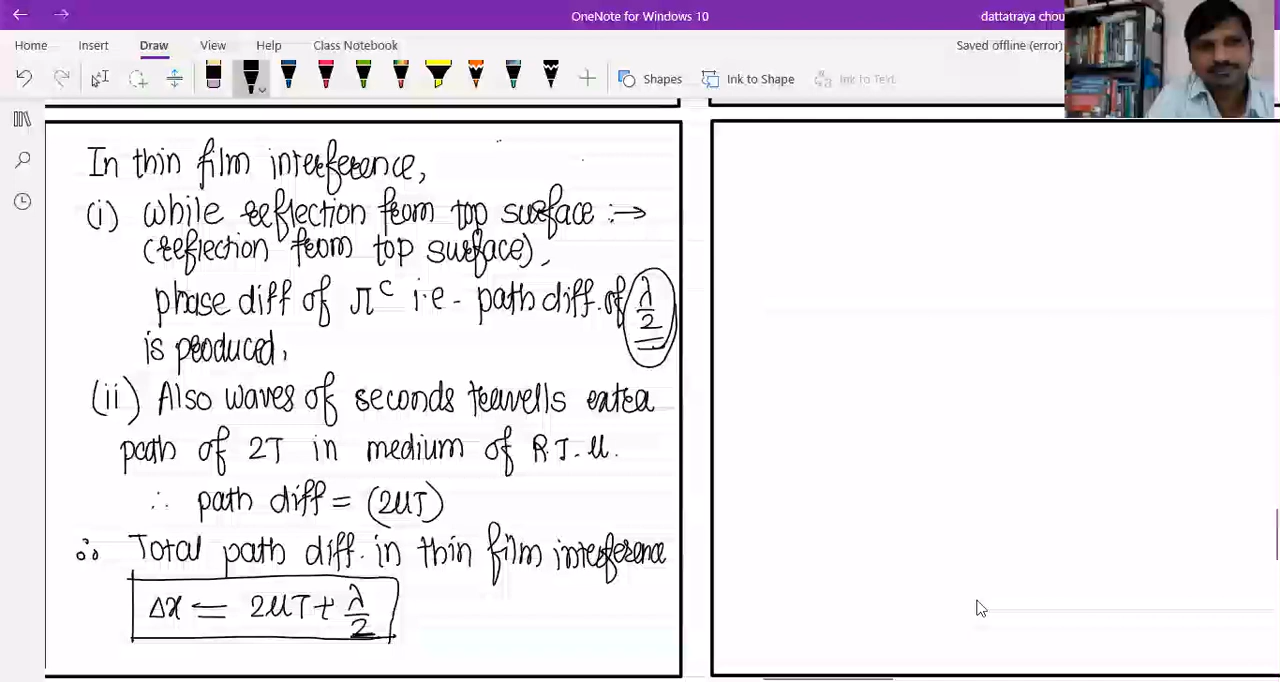 OneNote for Windows 10
dattatraya chou
Home Insert Draw View Help Class Notebook
Saved offline (error)
Shapes Ink to Shape Ink to Text
In thin film interference,
(i) while reflection from top surface :→
(reflection from top surface),
phase diff of πᶜ i.e- path diff. of λ/2
is produced.
(ii) Also waves of seconds travells extra
path of 2T in medium of R.I. μ.
∴ path diff = (2μT)
∴ Total path diff. in thin film interference
Δx = 2μT + λ/2